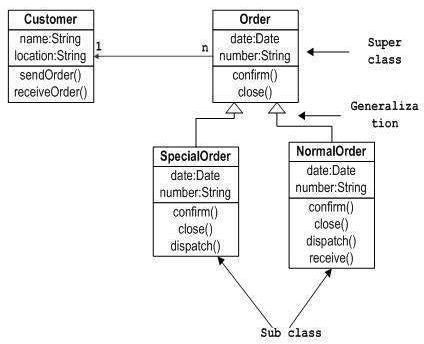 Customer
name:String
location:String
sendOrder()
receiveOrder()
1
n
Order
date:Date
number:String
confirm()
close()
Super
class
Generaliza
tion
SpecialOrder
date:Date
number:String
confirm()
close()
dispatch()
NormalOrder
date:Date
number:String
confirm()
close()
dispatch()
receive()
Sub class